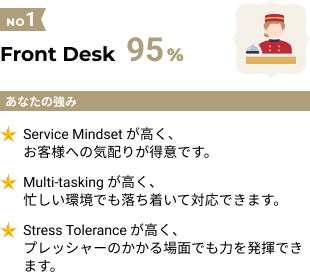 NO1
Front Desk 95%
あなたの強み
Service Mindset が高く、
お客様への気配りが得意です。
Multi-tasking が高く、
忙しい環境でも落ち着いて対応できます。
Stress Tolerance が高く、
プレッシャーのかかる場面でも力を発揮でき
ます。